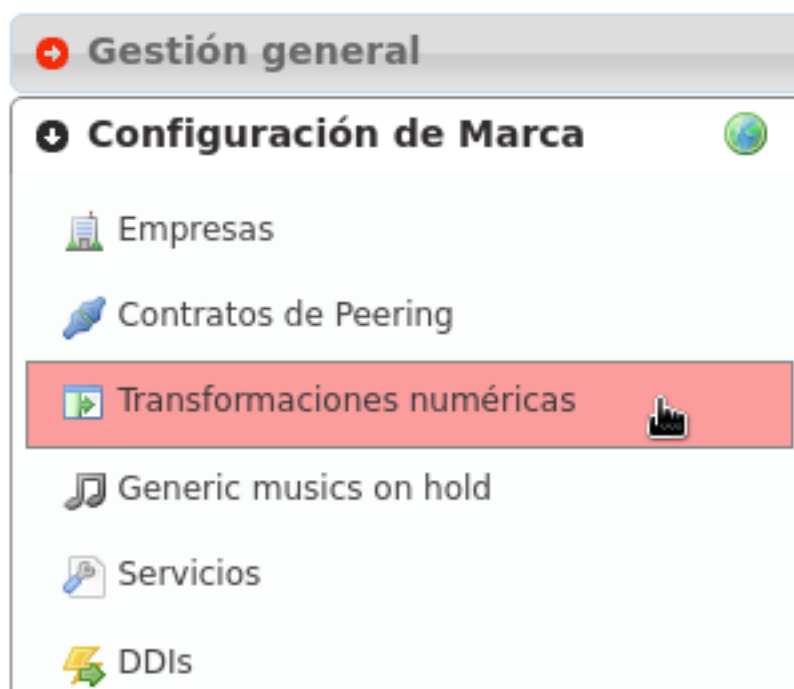 Gestión general
Configuración de Marca
Empresas
Contratos de Peering
Transformaciones numéricas
Generic musics on hold
Servicios
DDIs